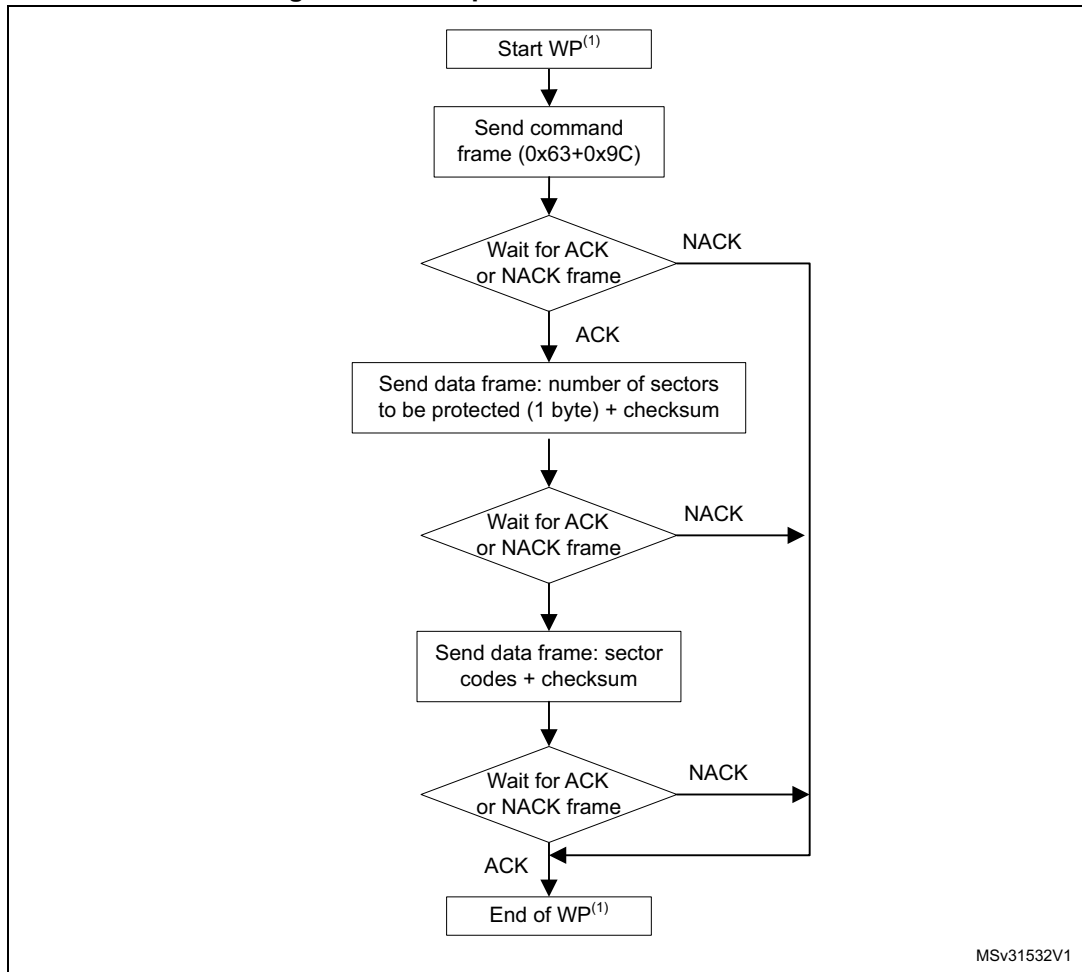 Start WP(1)
Send command
frame (0x63+0x9C)
Wait for ACK
or NACK frame
NACK
ACK
Send data frame: number of sectors
to be protected (1 byte) + checksum
Wait for ACK
or NACK frame
NACK
Send data frame: sector
codes + checksum
Wait for ACK
or NACK frame
NACK
ACK
End of WP(1)
MSv31532V1